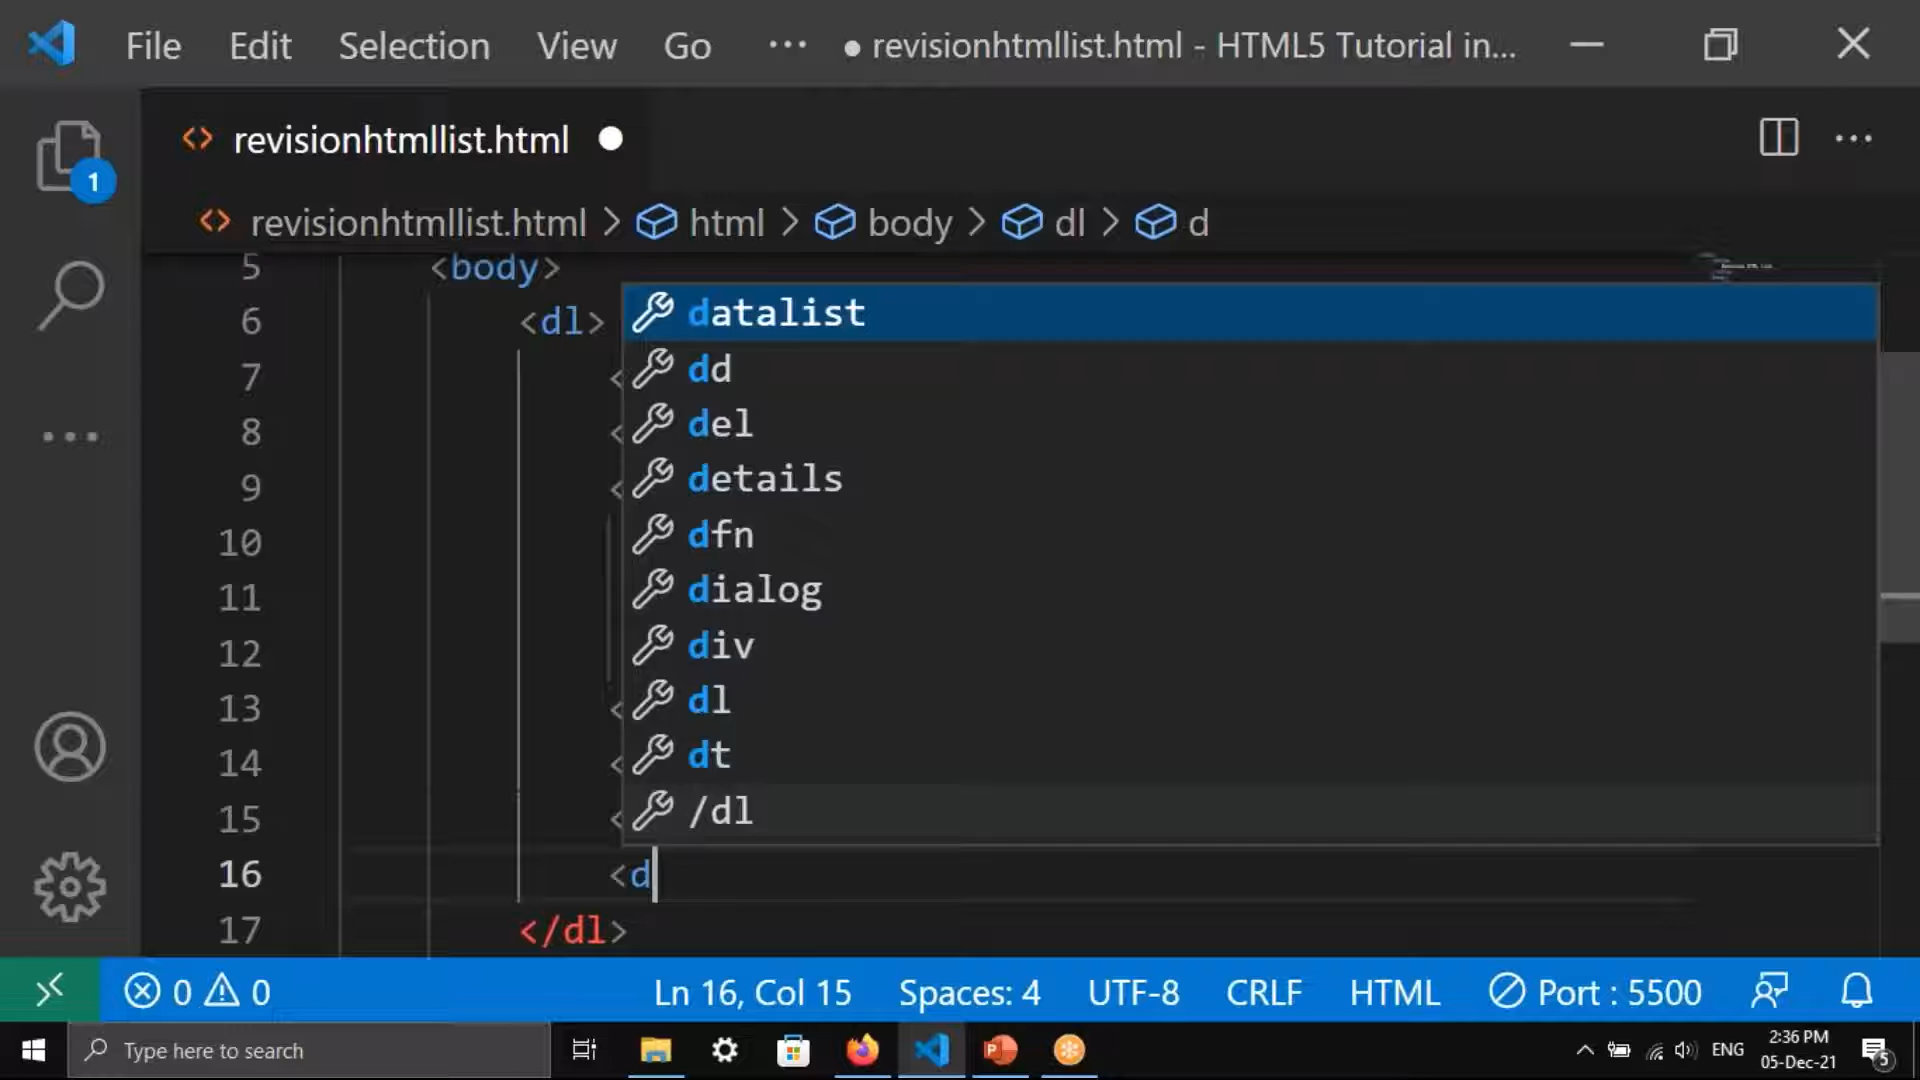 File Edit Selection View Go ··· ● revisionhtmllist.html - HTML5 Tutorial in...
revisionhtmllist.html ●
1
<> revisionhtmllist.html > html > body > dl > d
5 <body>
6 <dl>
datalist
7 <
dd
8 <
del
9 <
details
10
dfn
11
dialog
12
div
13 <
dl
14 <
dt
15 <
/dl
16 <d
17 </dl>
0 0 Ln 16, Col 15 Spaces: 4 UTF-8 CRLF HTML Port : 5500
Type here to search
ENG
2:36 PM
05-Dec-21
5